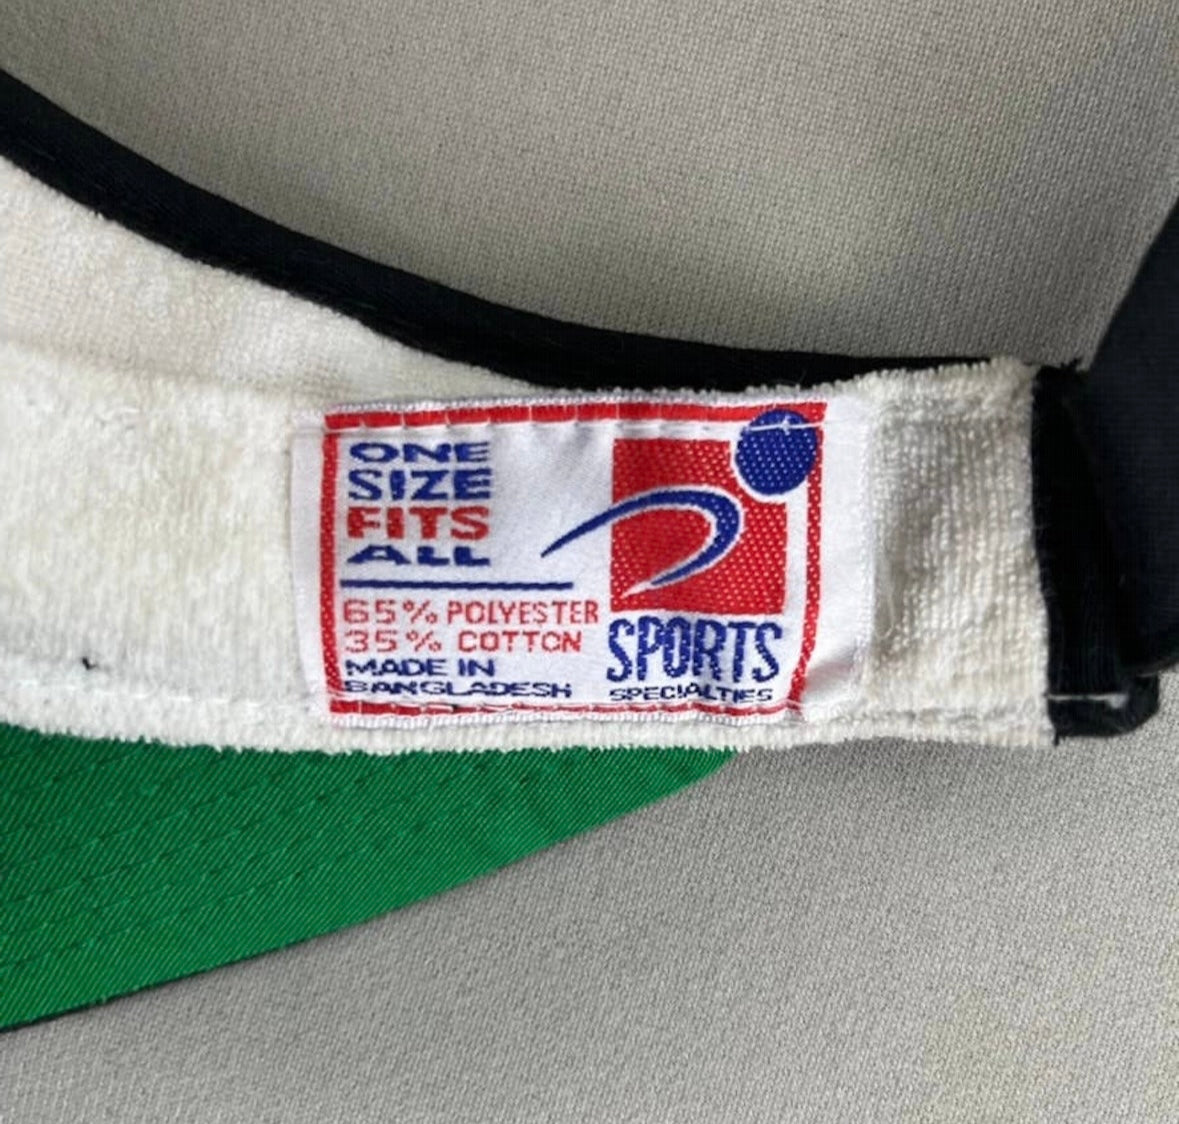 ONE
SIZE
FITS
ALL
65% POLYESTER
35% COTTON
MADE IN
BANGLADESH
SPORTS
SPECIALTIES